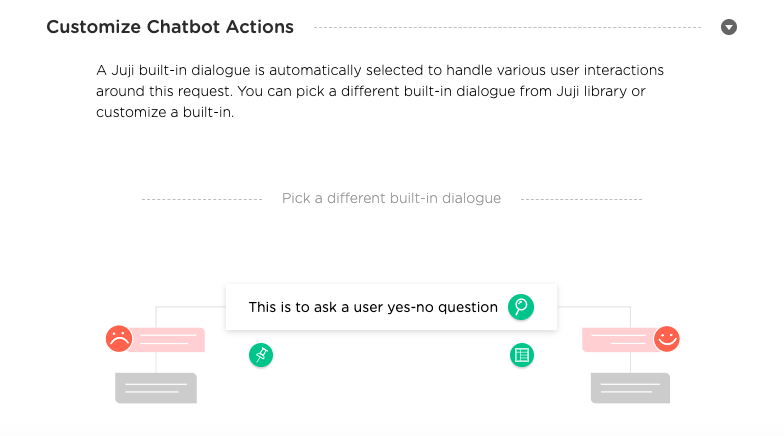 Customize Chatbot Actions
A Juji built-in dialogue is automatically selected to handle various user interactions
around this request. You can pick a different built-in dialogue from Juji library or
customize a built-in.
Pick a different built-in dialogue
This is to ask a user yes-no question